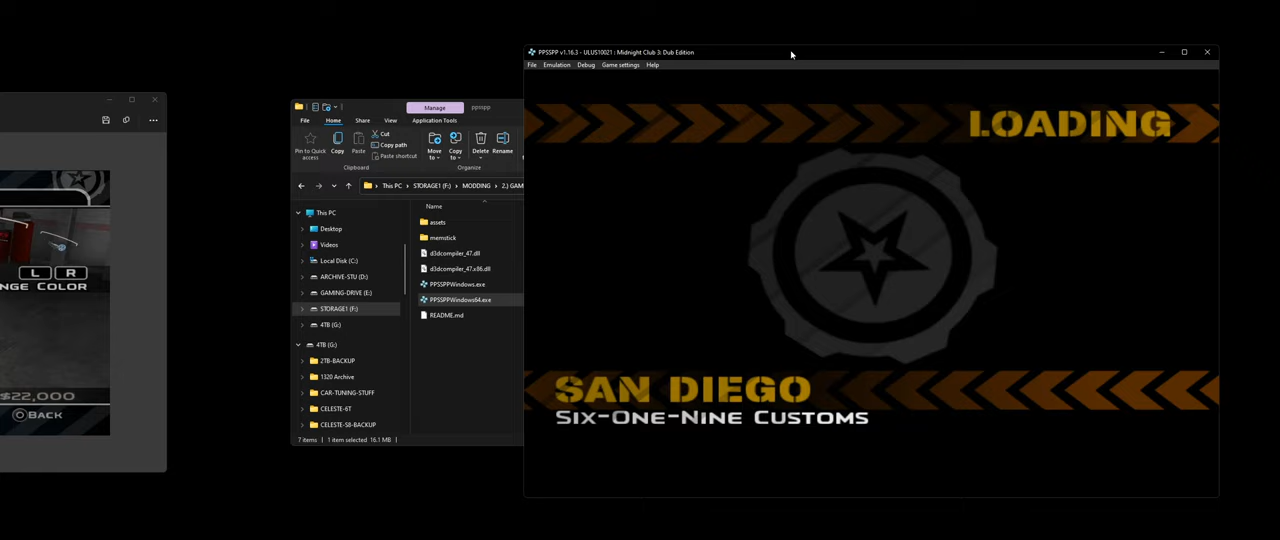 L R
NGE COLOR
$22,000
BACK
Manage
ppsspp
File
Home
Share
View
Application Tools
Pin to Quick
access
Copy
Paste
Cut
Copy path
Paste shortcut
Move
to
Copy
to
Delete
Rename
Clipboard
Organize
This PC > STORAGE1 (F:) > MODDING > 2.) GAM
This PC
Desktop
Videos
Local Disk (C:)
ARCHIVE-STU (D:)
GAMING-DRIVE (E:)
STORAGE1 (F:)
4TB (G:)
4TB (G:)
2TB-BACKUP
1320 Archive
CAR-TUNING-STUFF
CELESTE-6T
CELESTE-S8-BACKUP
Name
assets
memstick
d3dcompiler_47.dll
d3dcompiler_47.x86.dll
PPSSPPWindows.exe
PPSSPPWindows64.exe
README.md
7 items
1 item selected 16.1 MB
PPSSPP v1.16.3 - ULUS10021 : Midnight Club 3: Dub Edition
File Emulation Debug Game settings Help
LOADING
SAN DIEGO
Six-One-Nine Customs